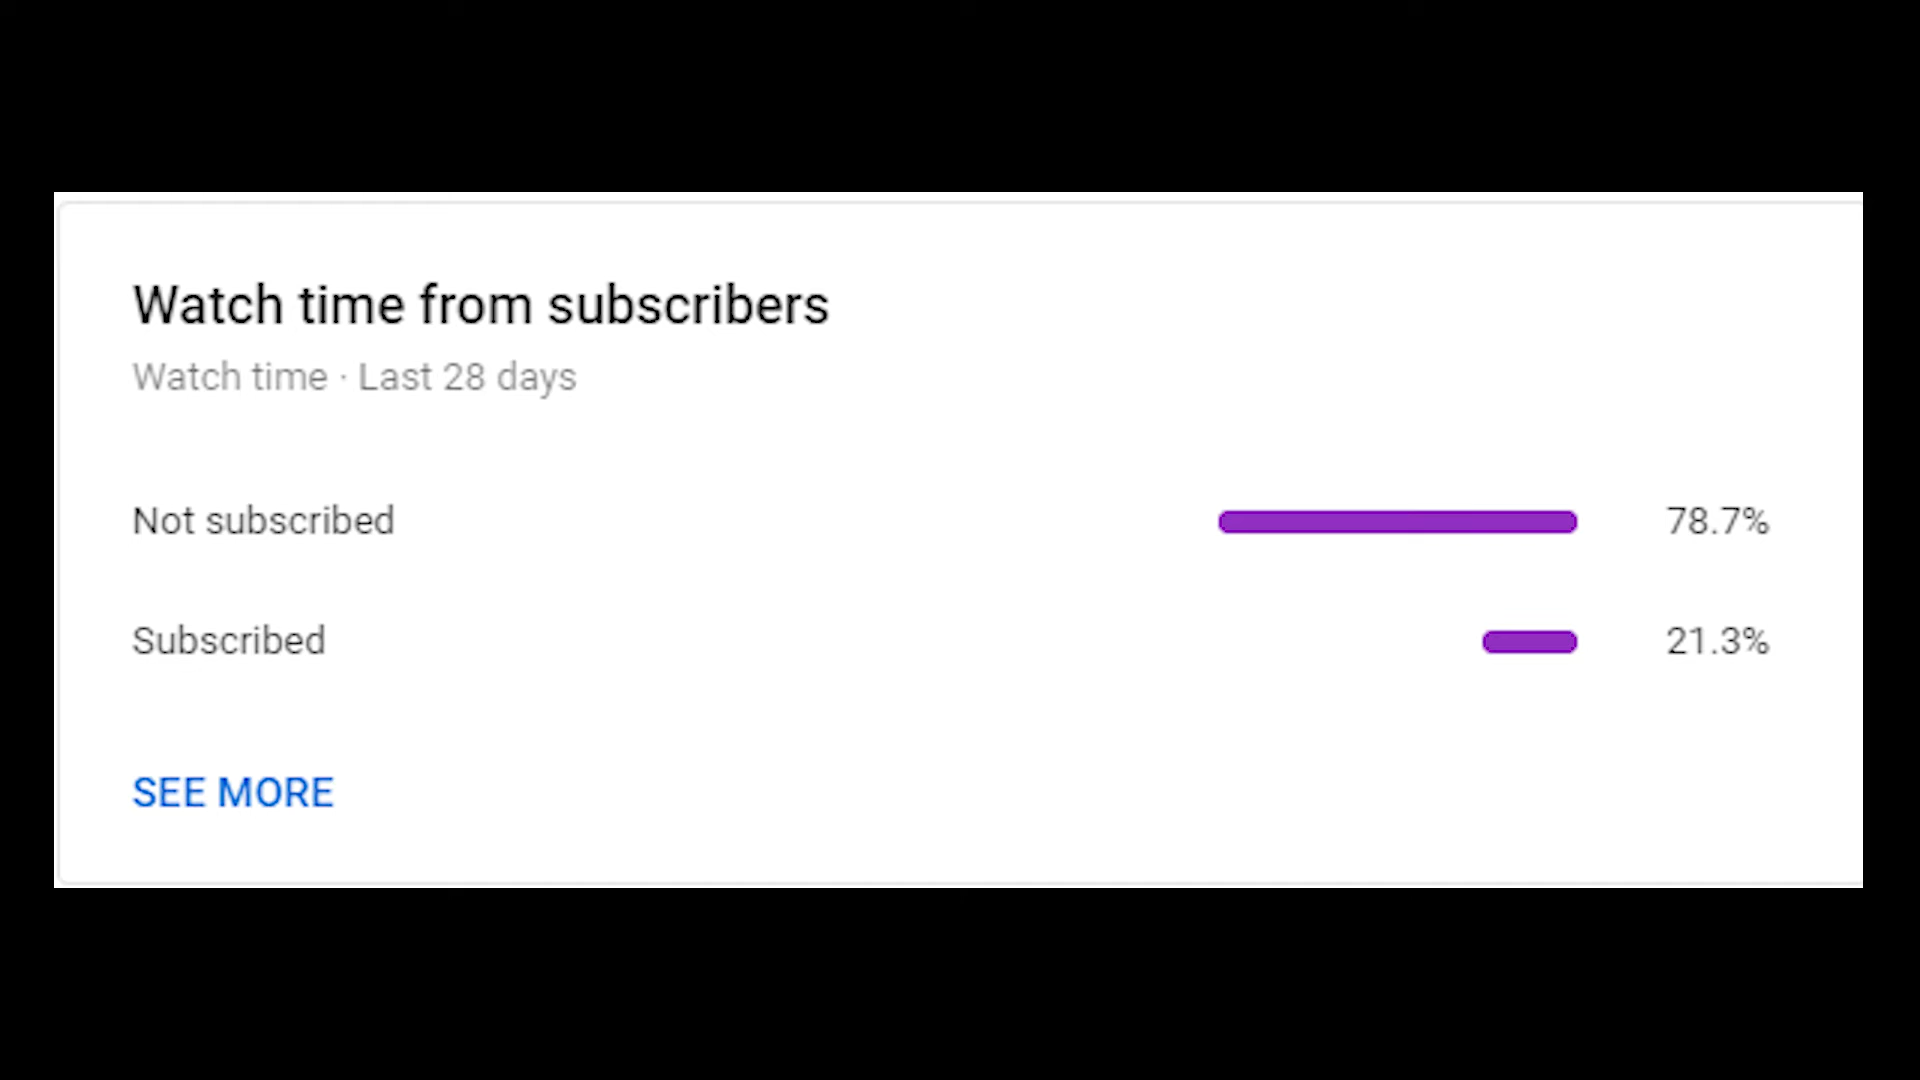 Watch time from subscribers
Watch time · Last 28 days
Not subscribed 78.7%
Subscribed 21.3%
SEE MORE